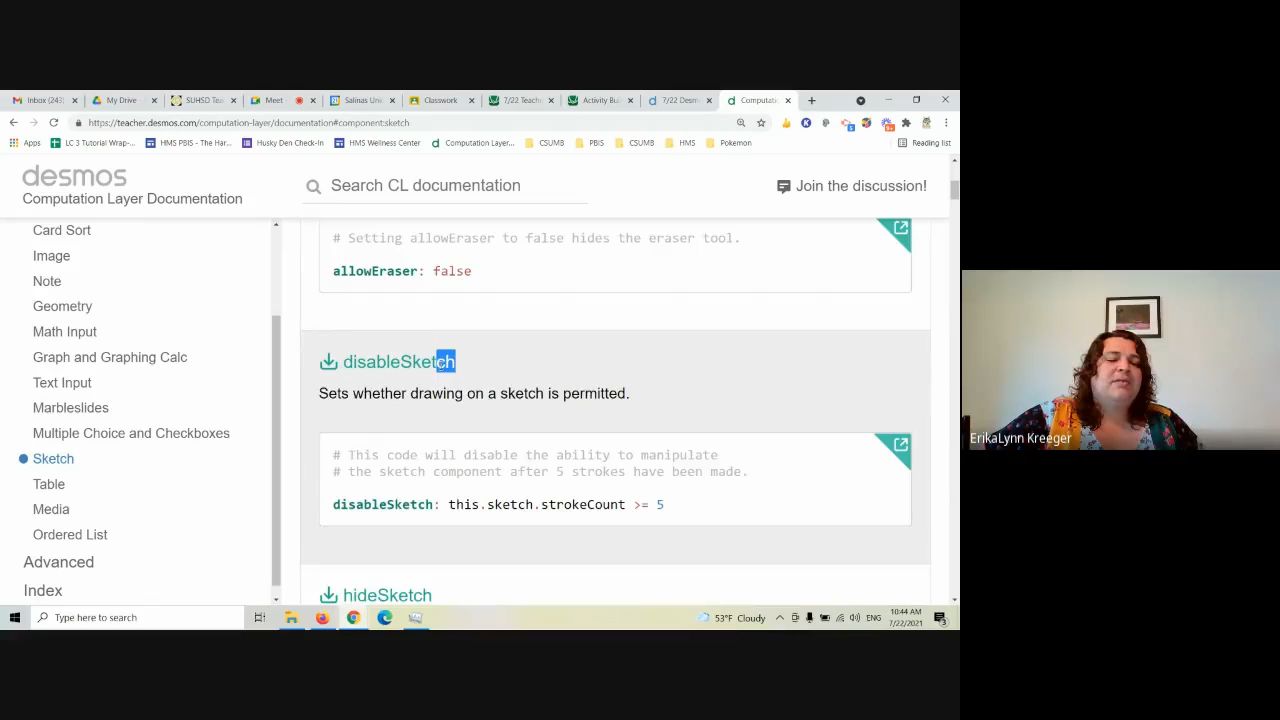 Inbox (243)
My Drive -
SUHSD Tea
Meet
Salinas Uni
Classwork
7/22 Teache
Activity Bui
7/22 Desm
Computatio
https://teacher.desmos.com/computation-layer/documentation#component:sketch
Apps
LC 3 Tutorial Wrap-...
HMS PBIS - The Har...
Husky Den Check-In
HMS Wellness Center
Computation Layer...
CSUMB
PBIS
CSUMB
HMS
Pokemon
Reading list
desmos
Computation Layer Documentation
Search CL documentation
Join the discussion!
Card Sort
Image
Note
Geometry
Math Input
Graph and Graphing Calc
Text Input
Marbleslides
Multiple Choice and Checkboxes
Sketch
Table
Media
Ordered List
Advanced
Index
# Setting allowEraser to false hides the eraser tool.
allowEraser: false
disableSketch
Sets whether drawing on a sketch is permitted.
# This code will disable the ability to manipulate
# the sketch component after 5 strokes have been made.
disableSketch: this.sketch.strokeCount >= 5
hideSketch
ErikaLynn Kreeger
Type here to search
53°F Cloudy
ENG
10:44 AM
7/22/2021